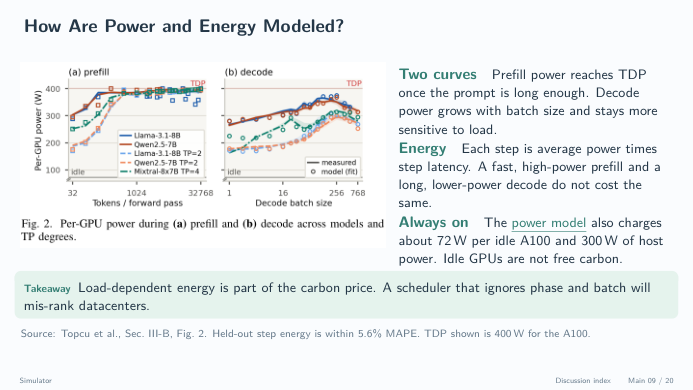 How Are Power and Energy Modeled?
(a) prefill
(b) decode
TDP
TDP
Per-GPU power (W)
400
300
200
100
idle
idle
Llama-3.1-8B
Qwen2.5-7B
Llama-3.1-8B TP=2
Qwen2.5-7B TP=2
Mixtral-8x7B TP=4
measured
model (fit)
32
1024
32768
1
16
256
768
Tokens / forward pass
Decode batch size
Fig. 2. Per-GPU power during (a) prefill and (b) decode across models and
TP degrees.
Two curves Prefill power reaches TDP
once the prompt is long enough. Decode
power grows with batch size and stays more
sensitive to load.
Energy Each step is average power times
step latency. A fast, high-power prefill and a
long, lower-power decode do not cost the
same.
Always on The power model also charges
about 72 W per idle A100 and 300 W of host
power. Idle GPUs are not free carbon.
Takeaway Load-dependent energy is part of the carbon price. A scheduler that ignores phase and batch will
mis-rank datacenters.
Source: Topcu et al., Sec. III-B, Fig. 2. Held-out step energy is within 5.6% MAPE. TDP shown is 400 W for the A100.
Simulator
Discussion index
Main 09 / 20